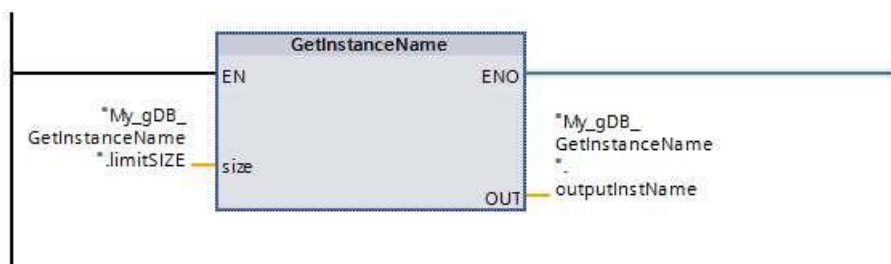 GetInstanceName
EN
ENO
"My_gDB_
GetInstanceName
".limitSIZE
size
"My_gDB_
GetInstanceName
".
outputInstName
OUT